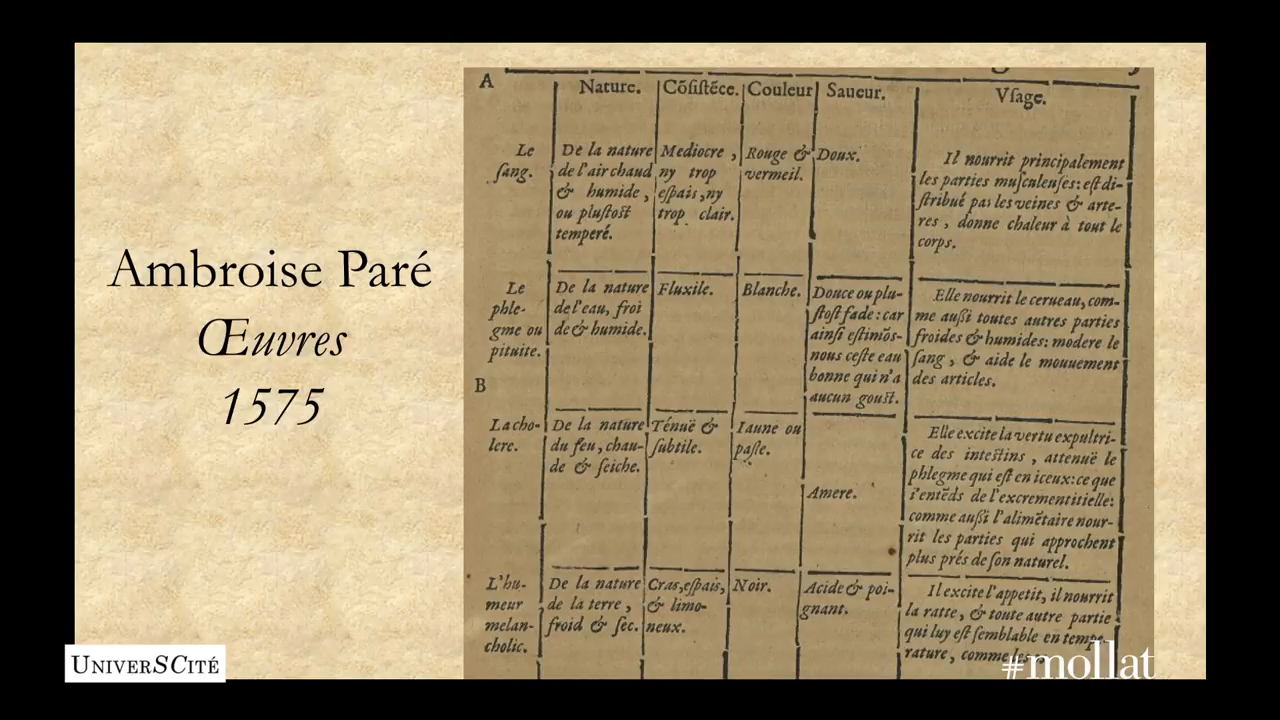 Ambroise Paré
Œuvres
1575
UNIVERSCITÉ
#mollat
A
Nature.
Cõſiſtẽce.
Couleur
Saueur.
Vſage.
Le
ſang.
De la nature
de l'air chaud
& humide,
ou pluſtoſt
temperé.
Mediocre,
ny trop
eſpais, ny
trop clair.
Rouge &
vermeil.
Doux.
Il nourrit principalement
les parties muſculeuſes: eſt di-
ſtribué par les veines & arte-
res, donne chaleur à tout le
corps.
Le
phle-
gme ou
pituite.
De la nature
de l'eau, froi
de & humide.
Fluxile.
Blanche.
Douce ou plu-
ſtoſt fade: car
ainſi eſtimõs-
nous ceſte eau
bonne qui n'a
aucun gouſt.
Elle nourrit le cerueau, com-
me auſſi toutes autres parties
froides & humides: modere le
ſang, & aide le mouuement
des articles.
B
La cho-
lere.
De la nature
du feu, chau-
de & ſeiche.
Ténuë &
ſubtile.
Iaune ou
paſle.
Amere.
Elle excite la vertu expultri-
ce des inteſtins, attenuë le
phlegme qui eſt en iceux: ce que
i'entẽds de l'excrementitielle:
comme auſſi l'alimẽtaire nour-
rit les parties qui approchent
plus prés de ſon naturel.
L'hu-
meur
melan-
cholic.
De la nature
de la terre,
froid & ſec.
Cras, eſpais,
& limo-
neux.
Noir.
Acide & poi-
gnant.
Il excite l'appetit, il nourrit
la ratte, & toute autre partie
qui luy eſt ſemblable en tempe-
rature, comme les